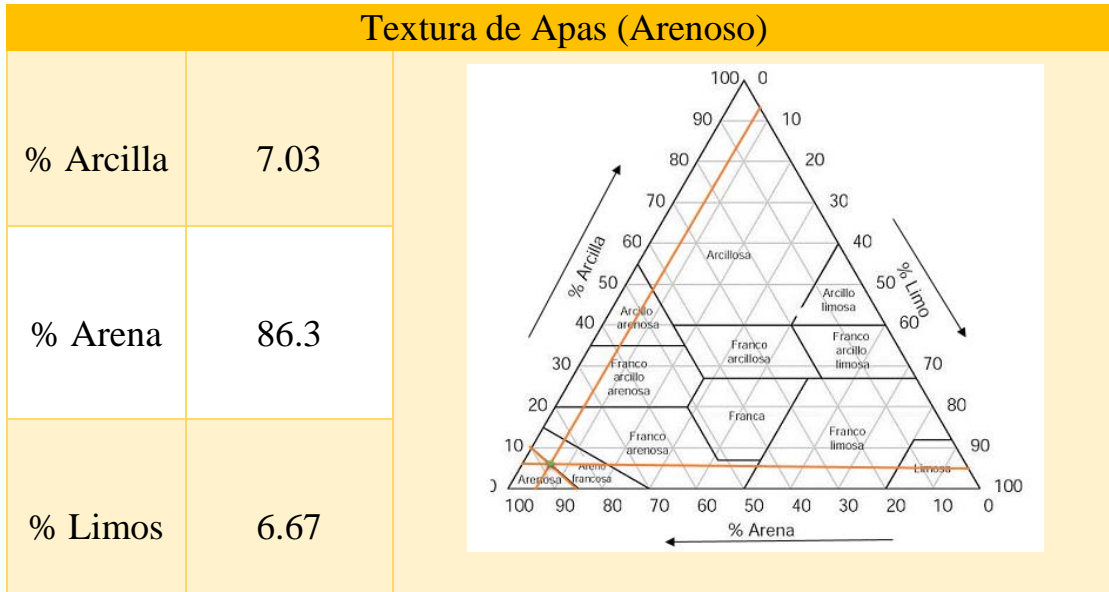 Textura de Apas (Arenoso)
% Arcilla
7.03
% Arena
86.3
% Limos
6.67
100 0
90 10
80 20
70 30
60 40
50 50
40 60
30 70
20 80
10 90
0 100
% Arcilla
% Limo
Arcillosa
Arcillo
limosa
Arcillo
arenosa
Franco
arcillosa
Franco
arcillo
limosa
Franco
arcillo
arenosa
Franca
Franco
arenosa
Franco
limosa
Limosa
Arenosa
Areno
francosa
100 90 80 70 60 50 40 30 20 10 0
% Arena